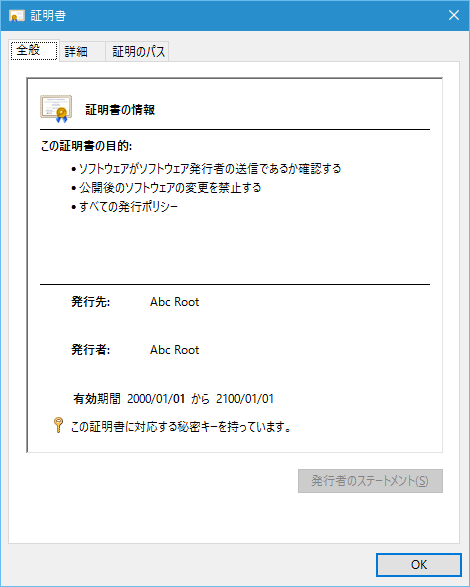 証明書
全般 詳細 証明のパス
証明書の情報
この証明書の目的:
• ソフトウェアがソフトウェア発行者の送信であるか確認する
• 公開後のソフトウェアの変更を禁止する
• すべての発行ポリシー
発行先: Abc Root
発行者: Abc Root
有効期間 2000/01/01 から 2100/01/01
この証明書に対応する秘密キーを持っています。
発行者のステートメント(S)
OK